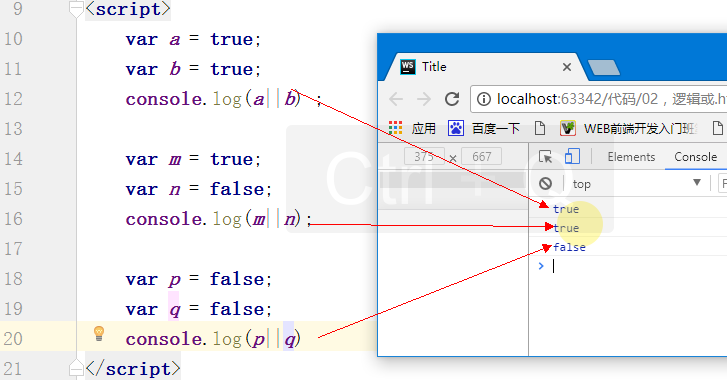 9 <script>
10 var a = true;
11 var b = true;
12 console.log(a||b) ;
13
14 var m = true;
15 var n = false;
16 console.log(m||n);
17
18 var p = false;
19 var q = false;
20 console.log(p||q)
21 </script>
Ctrl + Q
WS Title
localhost:63342/代码/02，逻辑或.h
应用 百度一下 WEB前端开发入门班
375 × 667 Elements Console
top
true
true
false
>